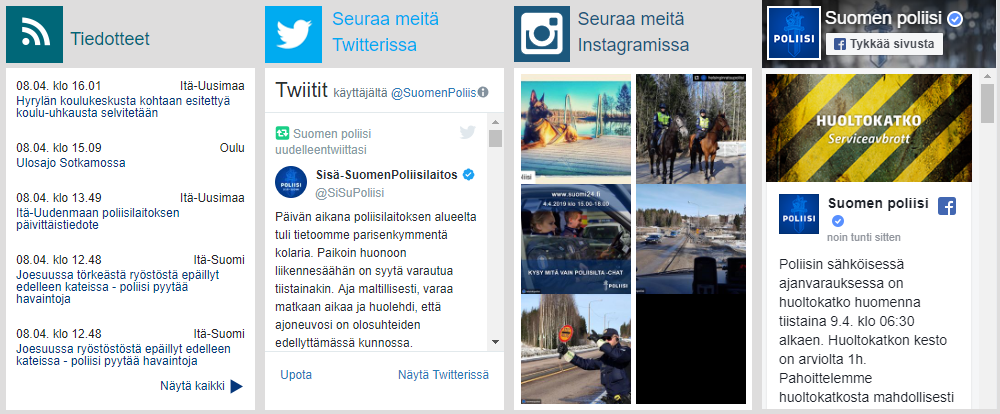 Tiedotteet
08.04. klo 16.01 Itä-Uusimaa
Hyrylän koulukeskusta kohtaan esitettyä
koulu-uhkausta selvitetään
08.04. klo 15.09 Oulu
Ulosajo Sotkamossa
08.04. klo 13.49 Itä-Uusimaa
Itä-Uudenmaan poliisilaitoksen
päivittäistiedote
08.04. klo 12.48 Itä-Suomi
Joesuussa törkeästä ryöstöstä epäillyt
edelleen kateissa - poliisi pyytää
havaintoja
08.04. klo 12.48 Itä-Suomi
Joesuussa ryöstöstöstä epäillyt edelleen
kateissa - poliisi pyytää havaintoja
Näytä kaikki
Seuraa meitä
Twitterissa
Twiitit käyttäjältä @SuomenPoliis
Suomen poliisi
uudelleentwiittasi
POLIISI
Sisä-SuomenPoliisilaitos
@SiSuPoliisi
Päivän aikana poliisilaitoksen alueelta
tuli tietoomme parisenkymmentä
kolaria. Paikoin huonoon
liikennesäähän on syytä varautua
tiistainakin. Aja maltillisesti, varaa
matkaan aikaa ja huolehdi, että
ajoneuvosi on olosuhteiden
edellyttämässä kunnossa.
Upota Näytä Twitterissä
Seuraa meitä
Instagramissa
www.suomi24.fi
4.4.2019 klo 15.00-18.00
KYSY MITÄ VAIN POLIISILTA -CHAT
POLIISI
POLIISI
Suomen poliisi
Tykkää sivusta
HUOLTOKATKO
Serviceavbrott
POLIISI
Suomen poliisi
noin tunti sitten
Poliisin sähköisessä
ajanvarauksessa on
huoltokatko huomenna
tiistaina 9.4. klo 06:30
alkaen. Huoltokatkon kesto
on arviolta 1h.
Pahoittelemme
huoltokatkosta mahdollisesti